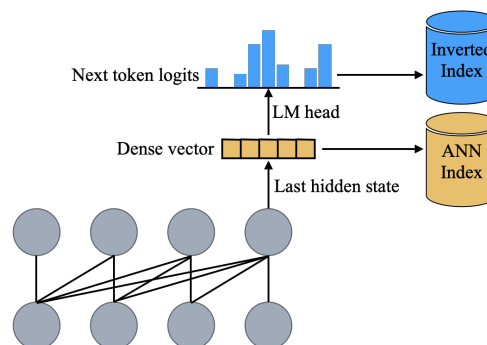 Inverted
Index
Next token logits
LM head
Dense vector
ANN
Index
Last hidden state